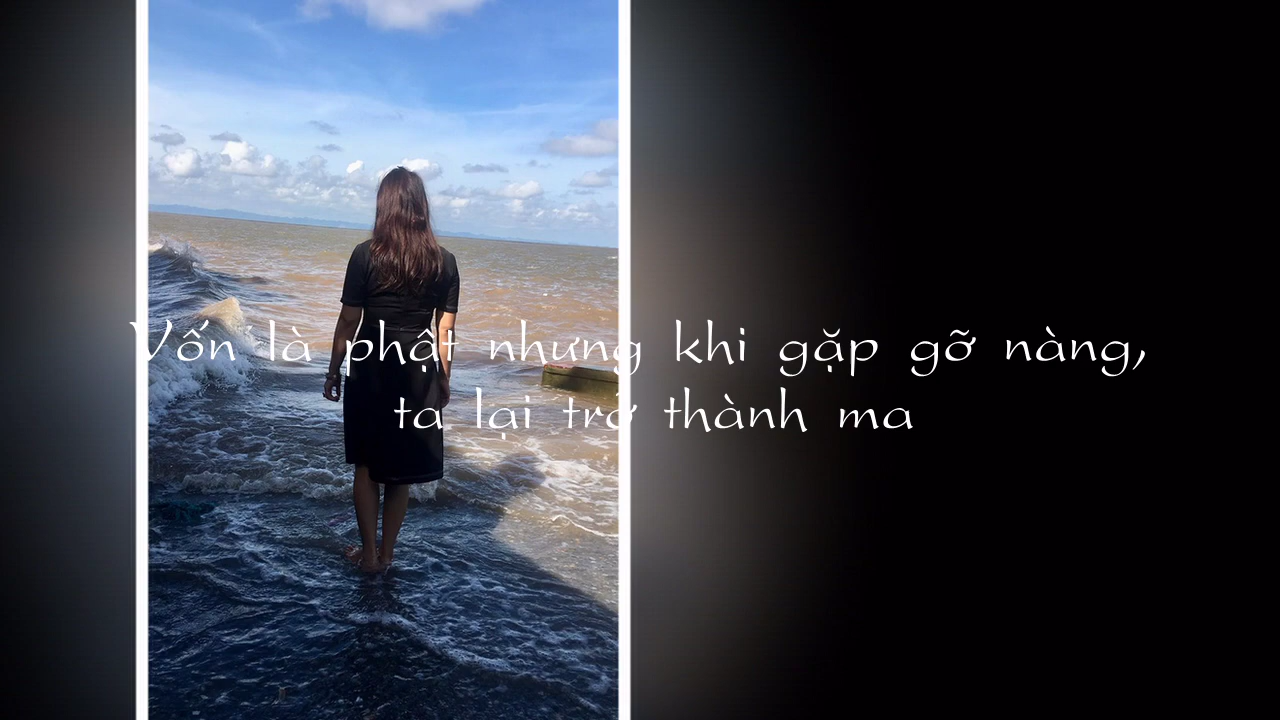 Vốn là phật nhưng khi gặp gỡ nàng,
ta lại trở thành ma